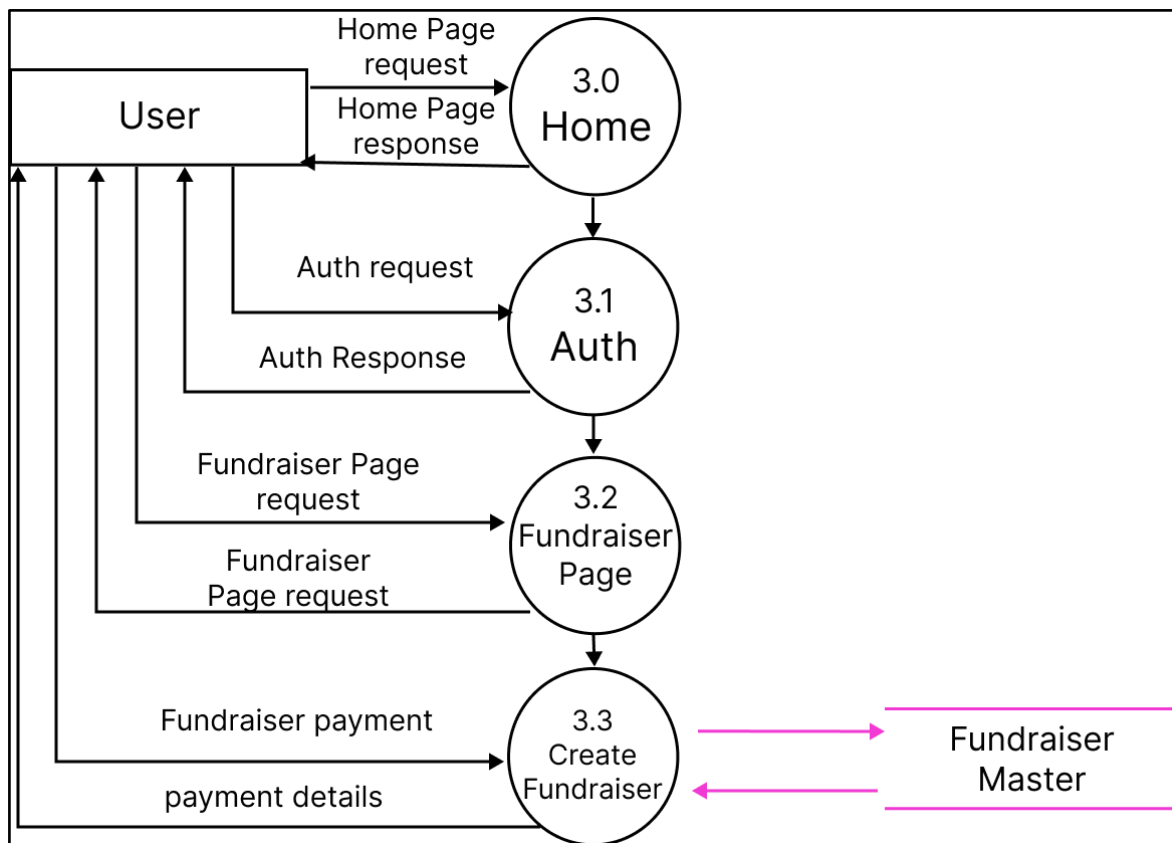 Home Page
request
3.0
Home
User
Home Page
response
Auth request
3.1
Auth
Auth Response
Fundraiser Page
request
3.2
Fundraiser
Page
Fundraiser
Page request
Fundraiser payment
3.3
Create
Fundraiser
Fundraiser
Master
payment details